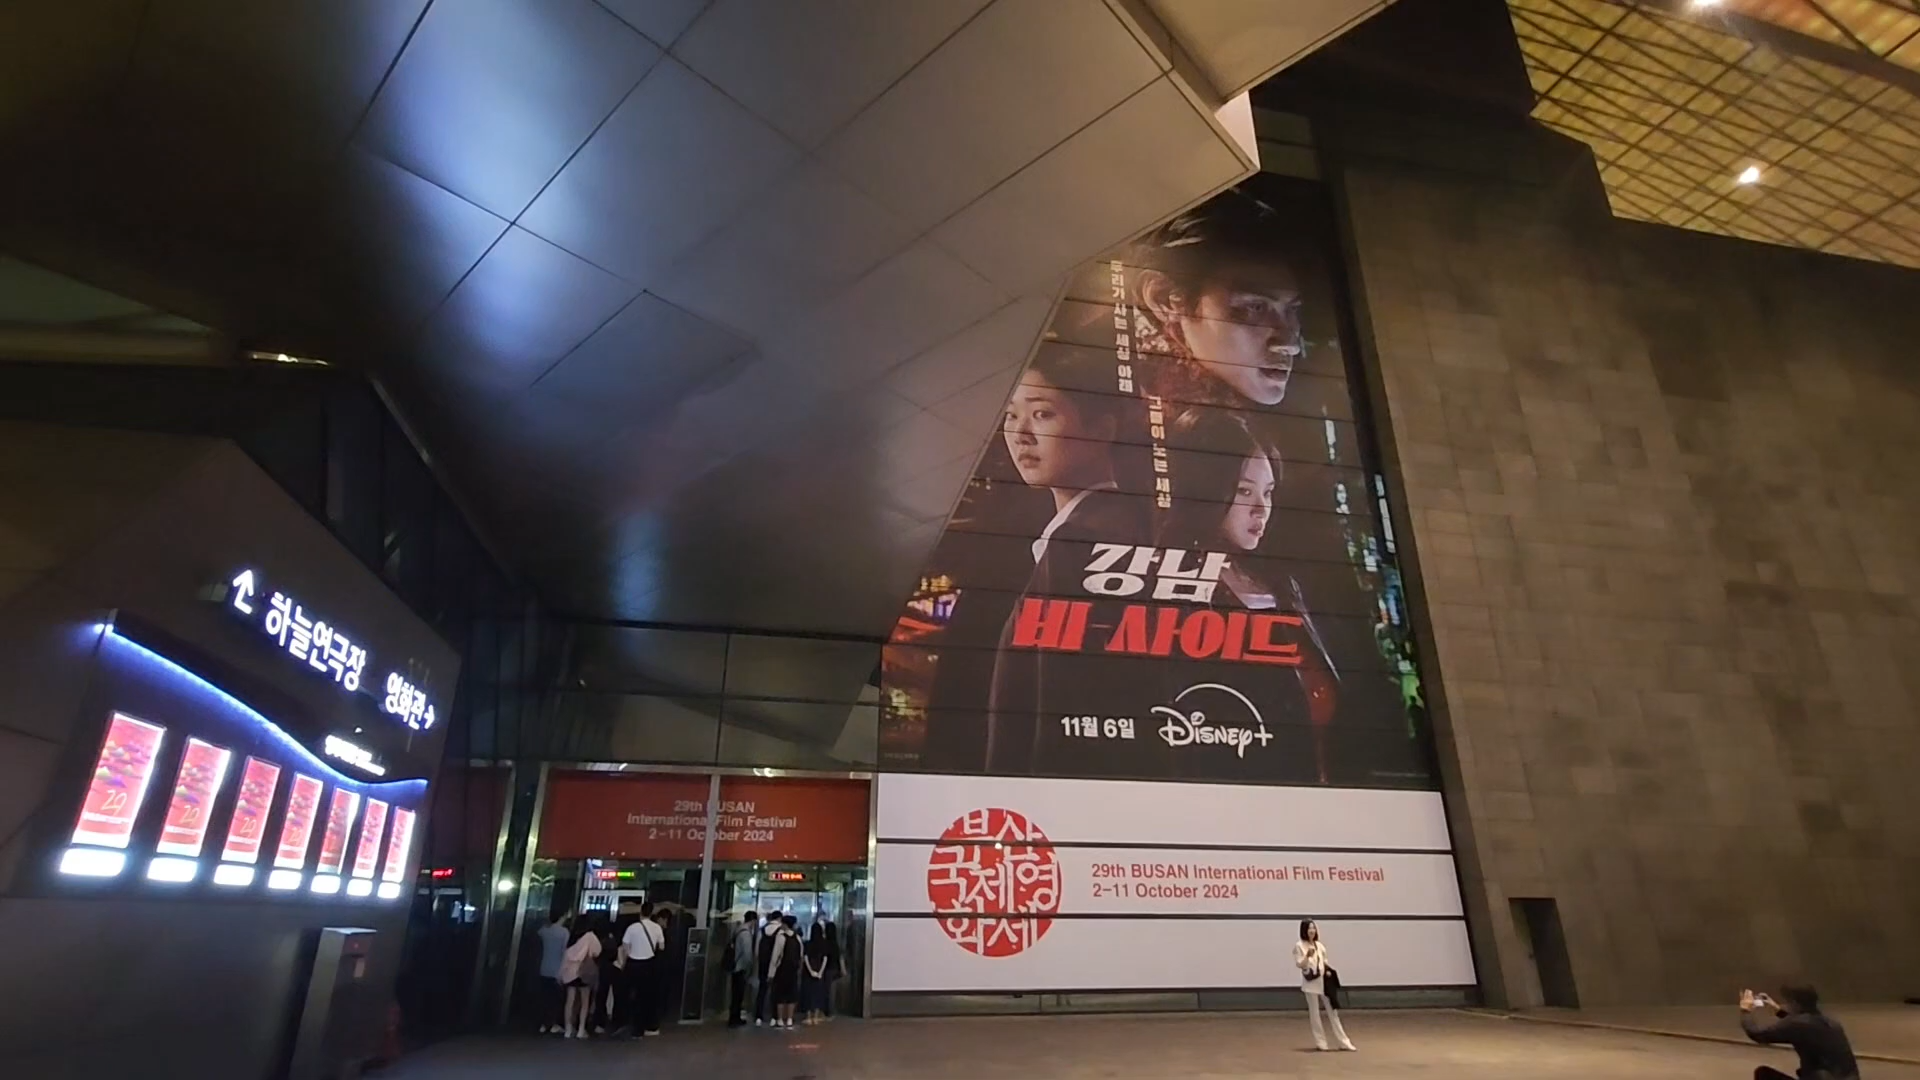 우리가 사는 세상 아래
그들이 노는 세상
강남
비-사이드
11월 6일 Disney+
↑ 하늘연극장 영화관 →
29
29
29
29th BUSAN
International Film Festival
2–11 October 2024
부산
국제영
화제
29th BUSAN International Film Festival
2–11 October 2024